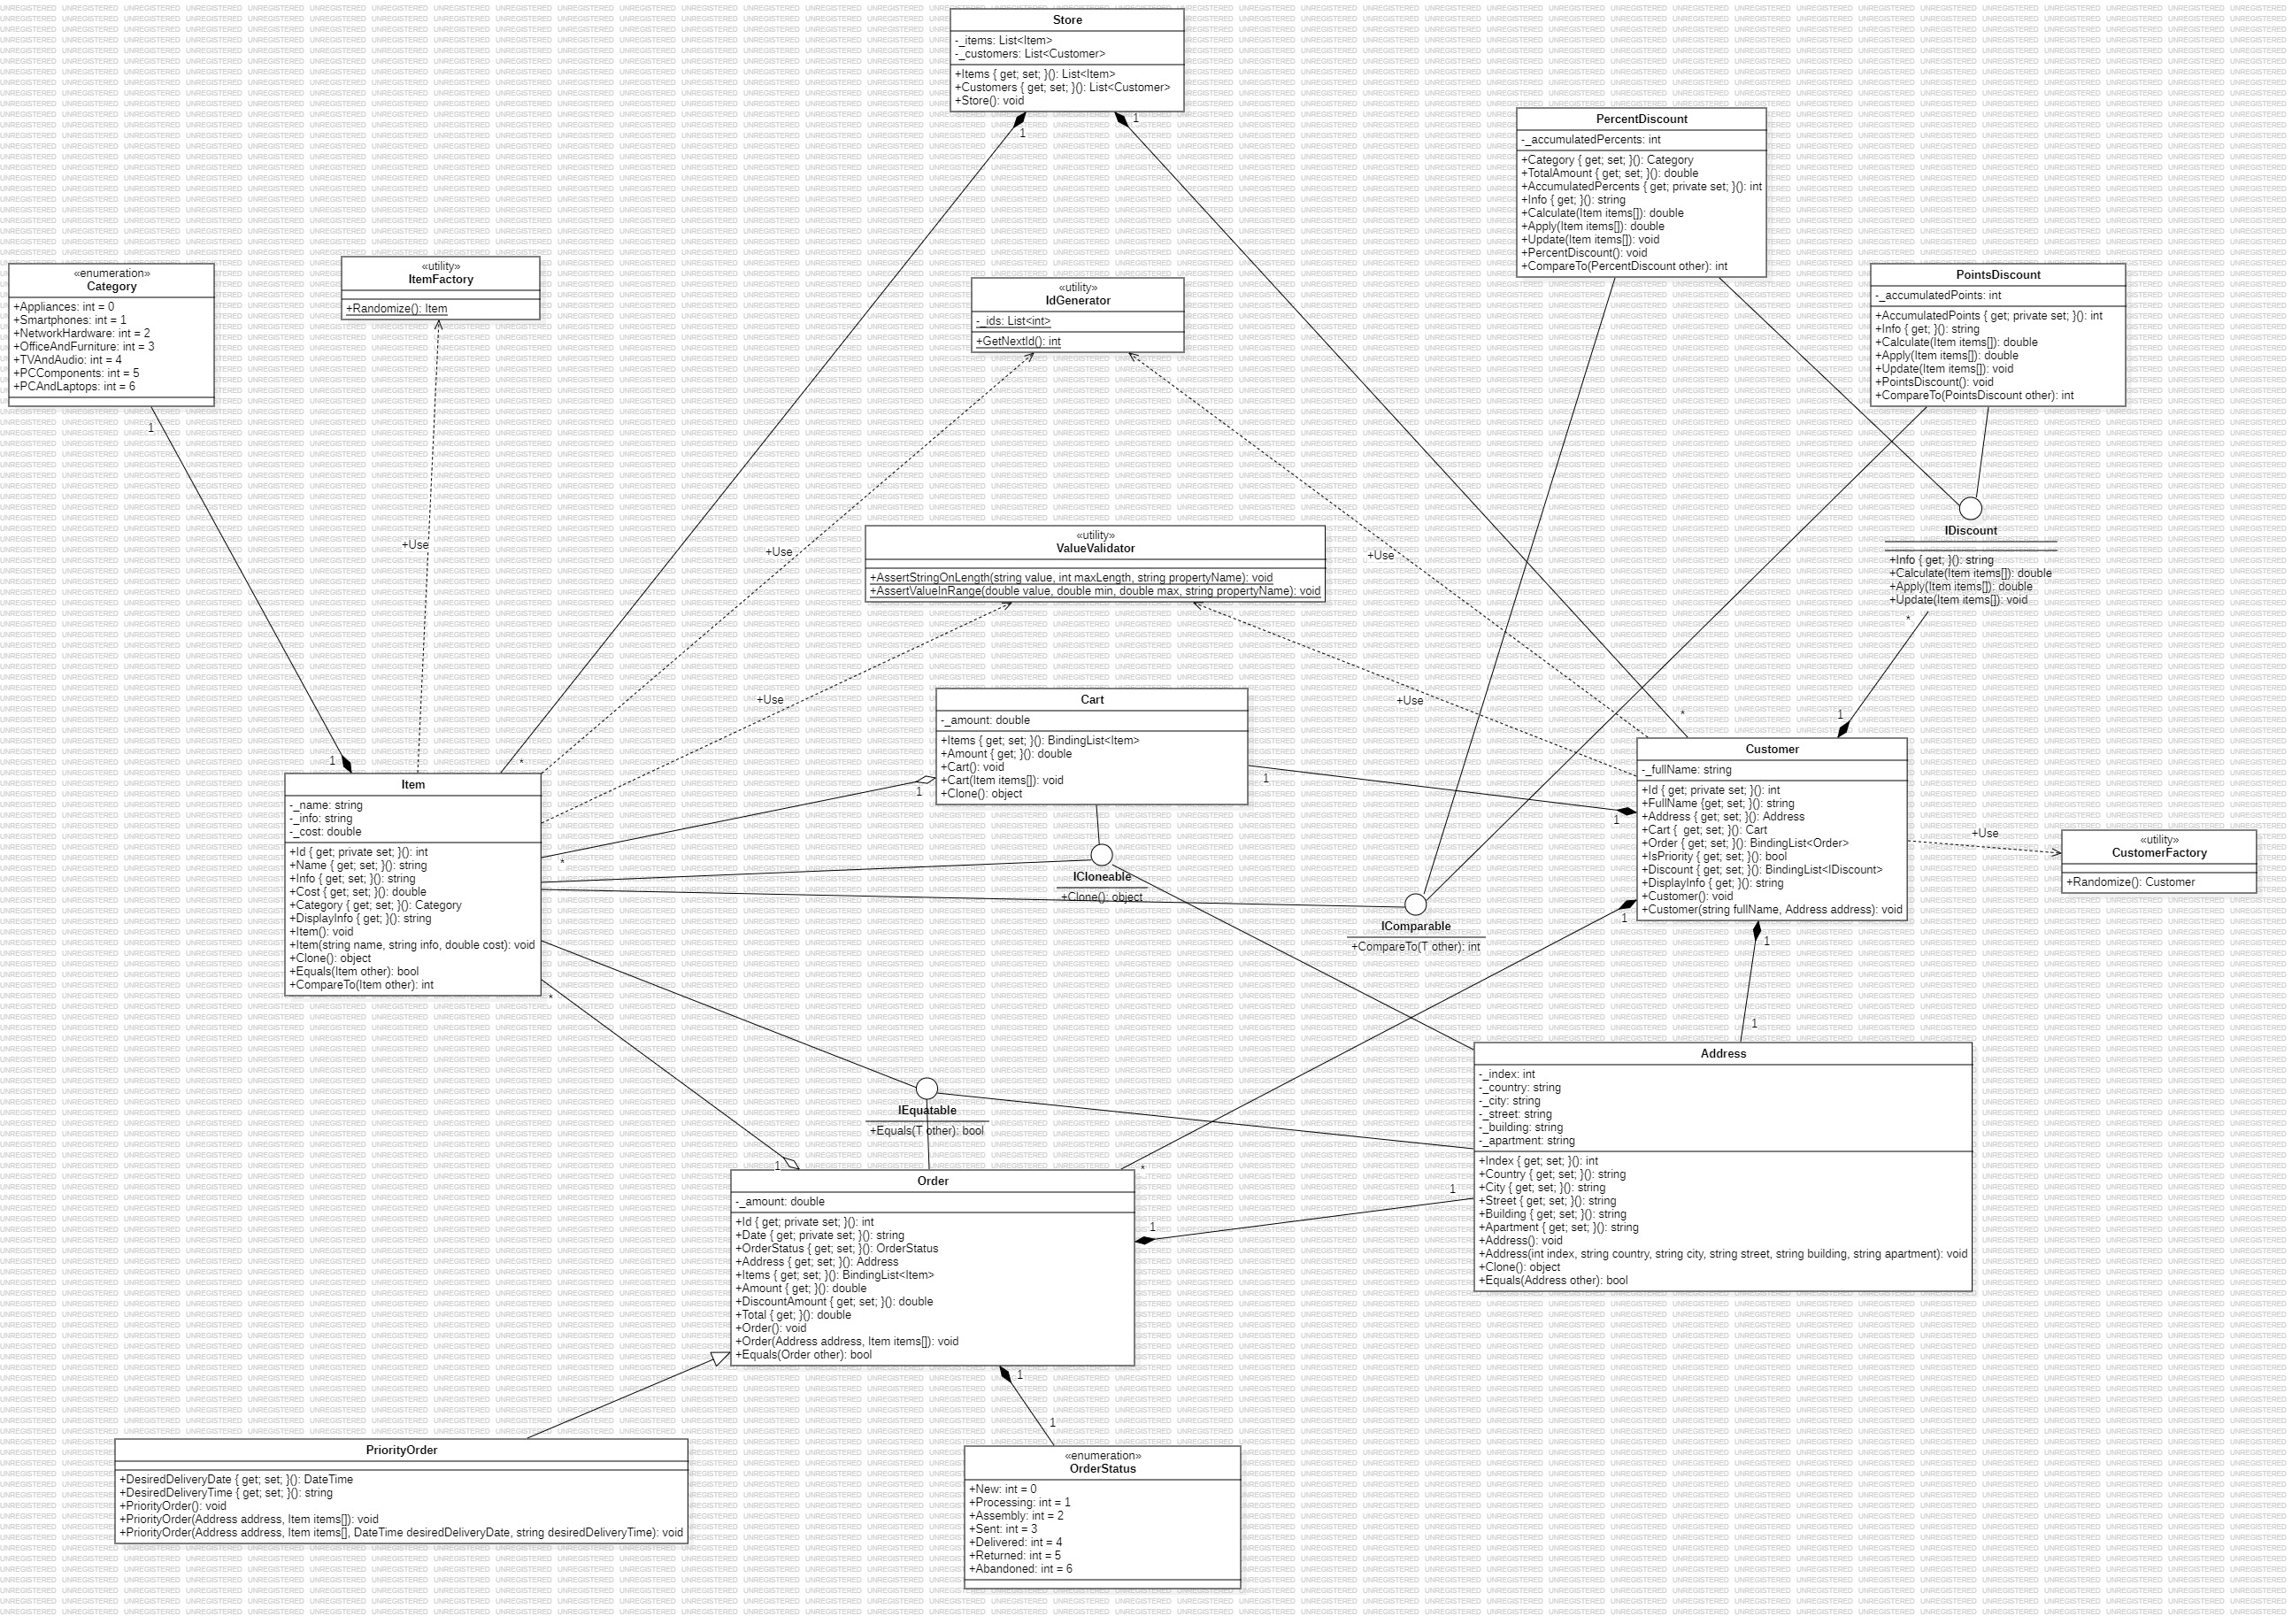 Store
-_items: List<Item>
-_customers: List<Customer>
+Items { get; set; }(): List<Item>
+Customers { get; set; }(): List<Customer>
+Store(): void
1
1
PercentDiscount
-_accumulatedPercents: int
+Category { get; set; }(): Category
+TotalAmount { get; set; }(): double
+AccumulatedPercents { get; private set; }(): int
+Info { get; }(): string
+Calculate(Item items[]): double
+Apply(Item items[]): double
+Update(Item items[]): void
+PercentDiscount(): void
+CompareTo(PercentDiscount other): int
«enumeration»
Category
+Appliances: int = 0
+Smartphones: int = 1
+NetworkHardware: int = 2
+OfficeAndFurniture: int = 3
+TVAndAudio: int = 4
+PCComponents: int = 5
+PCAndLaptops: int = 6
1
«utility»
ItemFactory
+Randomize(): Item
«utility»
IdGenerator
-_ids: List<int>
+GetNextId(): int
PointsDiscount
-_accumulatedPoints: int
+AccumulatedPoints { get; private set; }(): int
+Info { get; }(): string
+Calculate(Item items[]): double
+Apply(Item items[]): double
+Update(Item items[]): void
+PointsDiscount(): void
+CompareTo(PointsDiscount other): int
+Use
+Use
+Use
«utility»
ValueValidator
+AssertStringOnLength(string value, int maxLength, string propertyName): void
+AssertValueInRange(double value, double min, double max, string propertyName): void
IDiscount
+Info { get; }(): string
+Calculate(Item items[]): double
+Apply(Item items[]): double
+Update(Item items[]): void
*
+Use
+Use
1
*
1
*
Cart
-_amount: double
+Items { get; set; }(): BindingList<Item>
+Amount { get; }(): double
+Cart(): void
+Cart(Item items[]): void
+Clone(): object
1
*
1
1
Item
-_name: string
-_info: string
-_cost: double
+Id { get; private set; }(): int
+Name { get; set; }(): string
+Info { get; set; }(): string
+Cost { get; set; }(): double
+Category { get; set; }(): Category
+DisplayInfo { get; }(): string
+Item(): void
+Item(string name, string info, double cost): void
+Clone(): object
+Equals(Item other): bool
+CompareTo(Item other): int
*
Customer
-_fullName: string
+Id { get; private set; }(): int
+FullName {get; set; }(): string
+Address { get; set; }(): Address
+Cart {  get; set; }(): Cart
+Order { get; set; }(): BindingList<Order>
+IsPriority { get; set; }: bool
+Discount { get; set; }(): BindingList<IDiscount>
+DisplayInfo { get; }(): string
+Customer(): void
+Customer(string fullName, Address address): void
+Use
«utility»
CustomerFactory
+Randomize(): Customer
ICloneable
+Clone(): object
IComparable
+CompareTo(T other): int
1
1
1
Address
-_index: int
-_country: string
-_city: string
-_street: string
-_building: string
-_apartment: string
+Index { get; set; }(): int
+Country { get; set; }(): string
+City { get; set; }(): string
+Street { get; set; }(): string
+Building { get; set; }(): string
+Apartment { get; set; }(): string
+Address(): void
+Address(int index, string country, string city, string street, string building, string apartment): void
+Clone(): object
+Equals(Address other): bool
IEquatable
+Equals(T other): bool
1
*
1
1
Order
-_amount: double
+Id { get; private set; }(): int
+Date { get; private set; }(): string
+OrderStatus { get; set; }(): OrderStatus
+Address { get; set; }(): Address
+Items { get; set; }(): BindingList<Item>
+Amount { get; }(): double
+DiscountAmount { get; set; }(): double
+Total { get; }(): double
+Order(): void
+Order(Address address, Item items[]): void
+Equals(Order other): bool
1
1
PriorityOrder
+DesiredDeliveryDate { get; set; }(): DateTime
+DesiredDeliveryTime { get; set; }(): string
+PriorityOrder(): void
+PriorityOrder(Address address, Item items[]): void
+PriorityOrder(Address address, Item items[], DateTime desiredDeliveryDate, string desiredDeliveryTime): void
«enumeration»
OrderStatus
+New: int = 0
+Processing: int = 1
+Assembly: int = 2
+Sent: int = 3
+Delivered: int = 4
+Returned: int = 5
+Abandoned: int = 6
UNREGISTERED